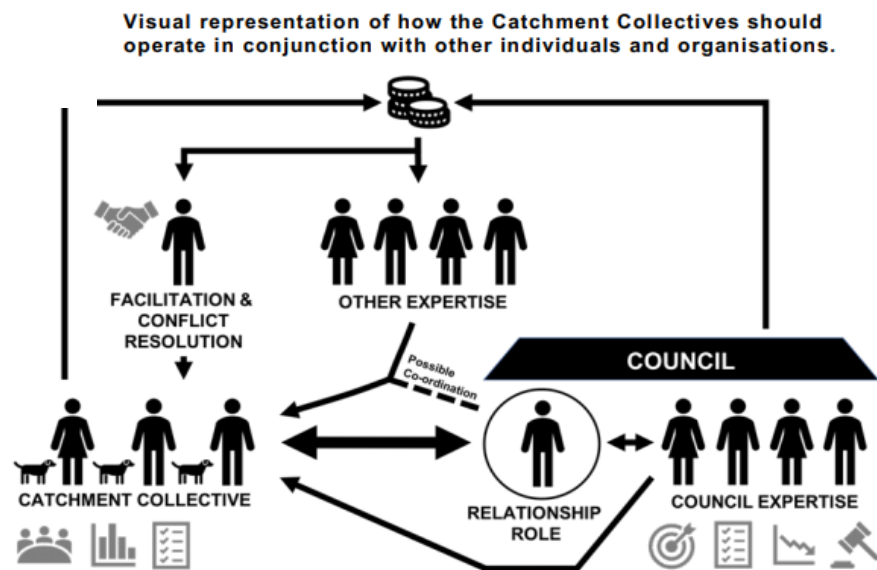 Visual representation of how the Catchment Collectives should
operate in conjunction with other individuals and organisations.
FACILITATION &
CONFLICT
RESOLUTION
OTHER EXPERTISE
Possible
Co-ordination
COUNCIL
CATCHMENT COLLECTIVE
RELATIONSHIP
ROLE
COUNCIL EXPERTISE